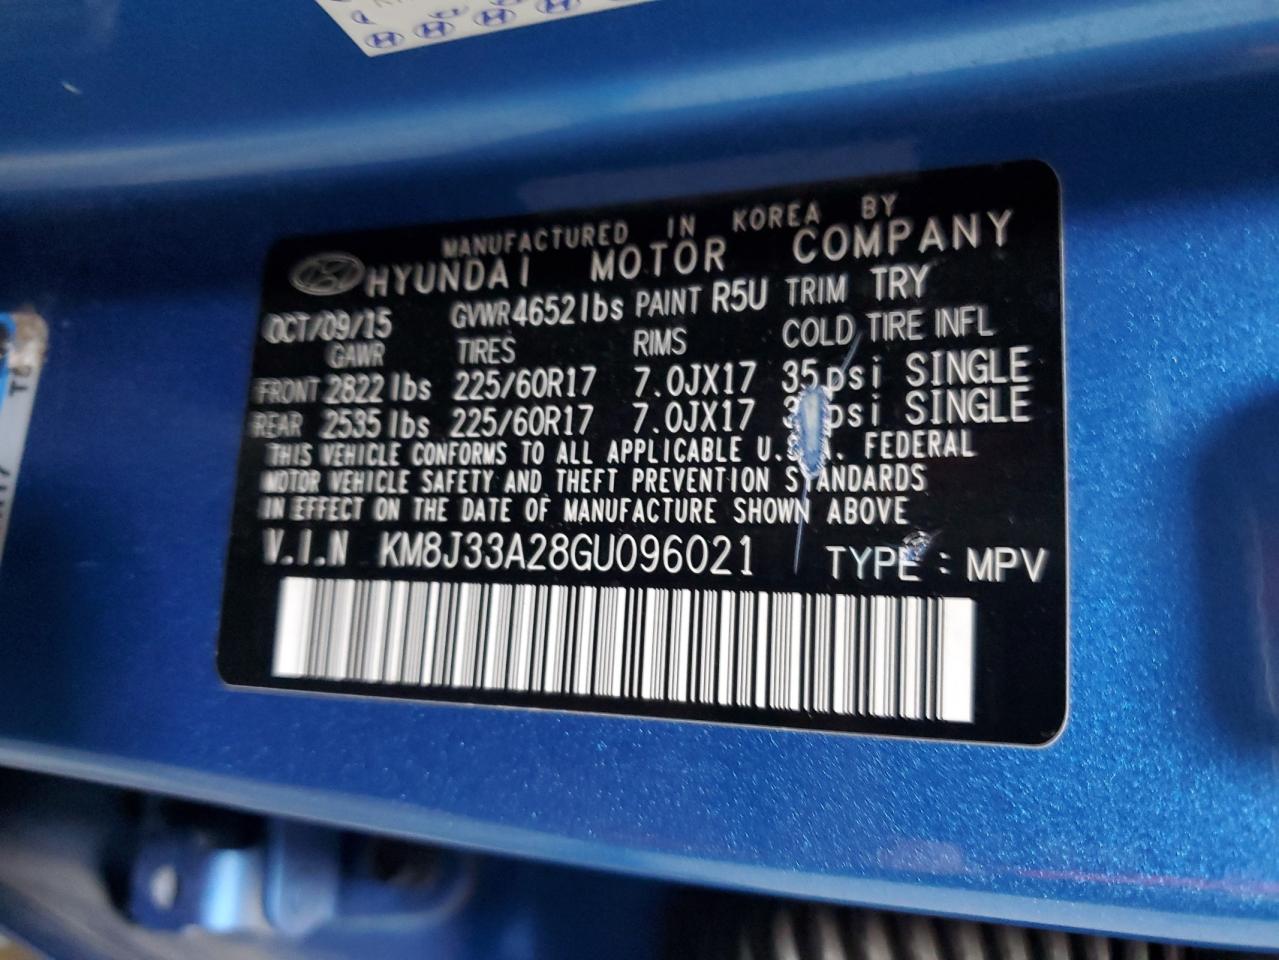 MANUFACTURED IN KOREA BY
HYUNDAI MOTOR COMPANY
OCT/09/15 GVWR 4652 lbs PAINT R5U TRIM TRY
GAWR TIRES RIMS COLD TIRE INFL
FRONT 2822 lbs 225/60R17 7.0JX17 35 psi SINGLE
REAR 2535 lbs 225/60R17 7.0JX17 psi SINGLE
THIS VEHICLE CONFORMS TO ALL APPLICABLE U.S.A. FEDERAL
MOTOR VEHICLE SAFETY AND THEFT PREVENTION STANDARDS
IN EFFECT ON THE DATE OF MANUFACTURE SHOWN ABOVE
V.I.N KM8J33A28GU096021 TYPE : MPV